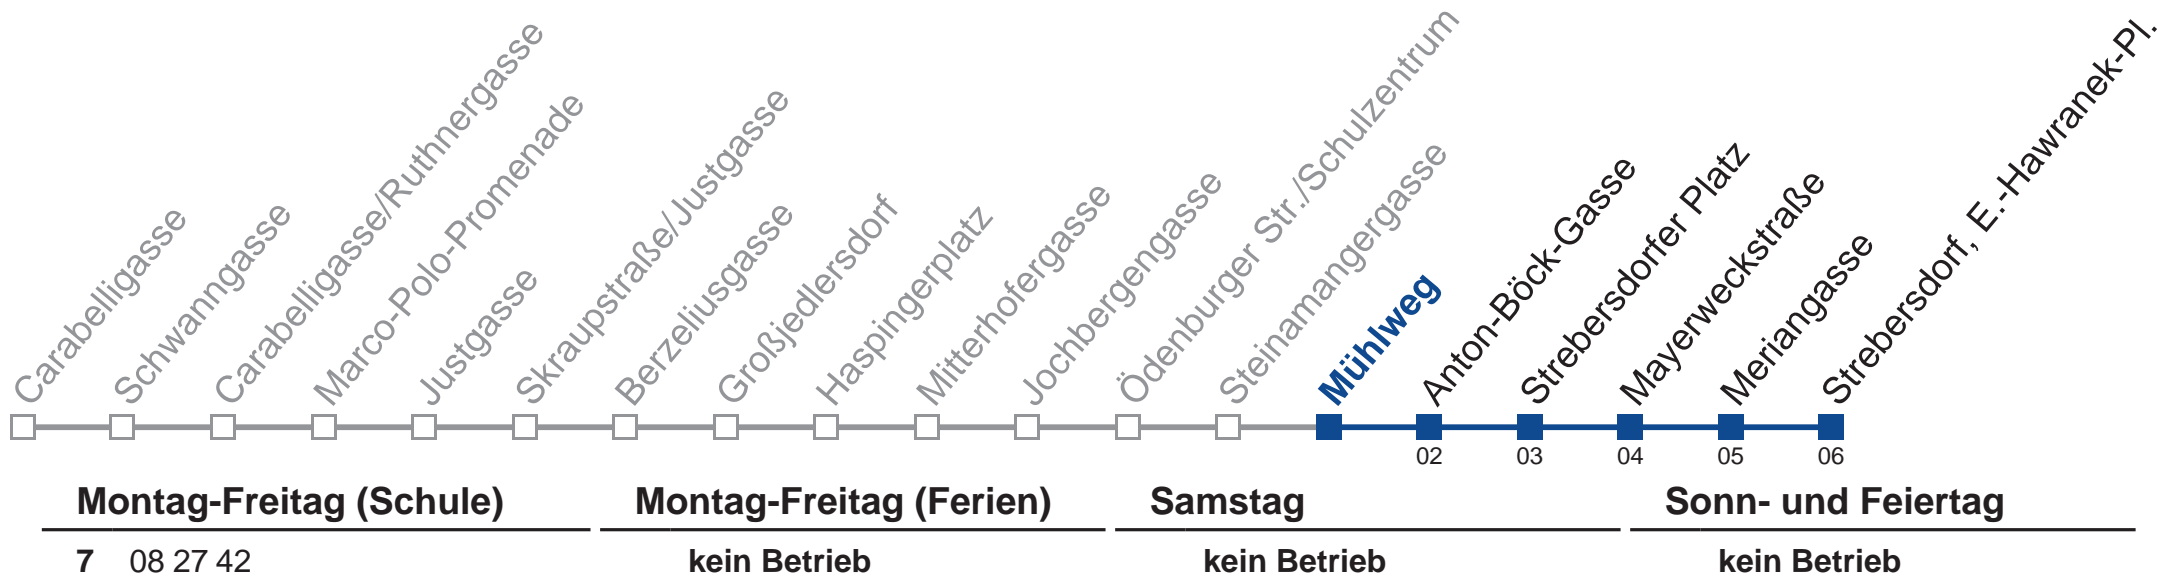 Carabelligasse
Schwanngasse
Carabelligasse/Ruthnergasse
Marco-Polo-Promenade
Justgasse
Skraupstraße/Justgasse
Berzeliusgasse
Großjedlersdorf
Haspingerplatz
Mitterhofergasse
Jochbergengasse
Ödenburger Str./Schulzentrum
Steinamangergasse
Mühlweg
Anton-Böck-Gasse
Strebersdorfer Platz
Mayerweckstraße
Meriangasse
Strebersdorf, E.-Hawranek-Pl.
02 03 04 05 06
Montag-Freitag (Schule) Montag-Freitag (Ferien) Samstag Sonn- und Feiertag
7 08 27 42 kein Betrieb kein Betrieb kein Betrieb